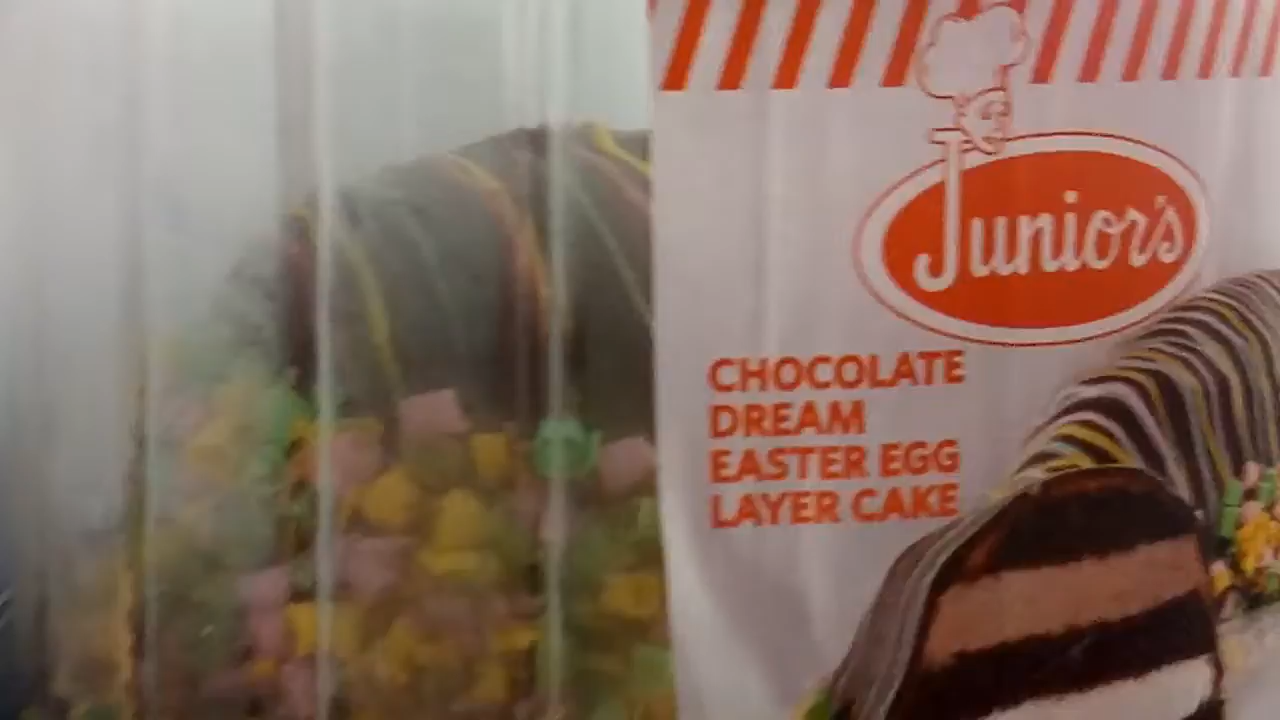 Junior's
CHOCOLATE
DREAM
EASTER EGG
LAYER CAKE